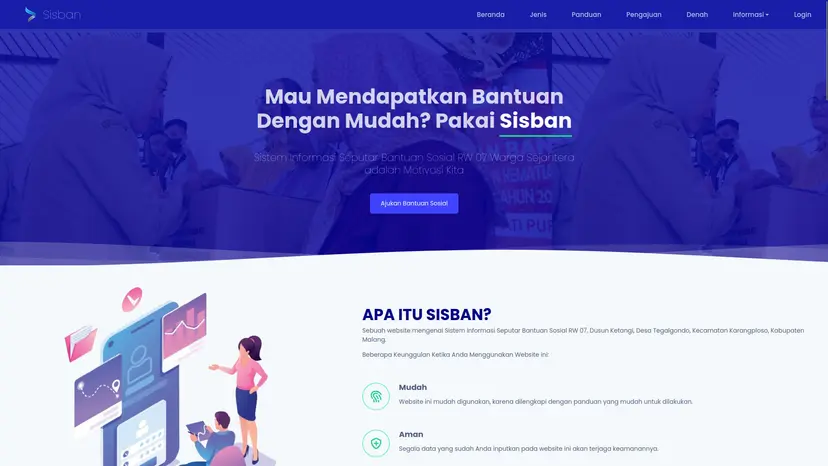 Sisban
Beranda Jenis Panduan Pengajuan Denah Informasi Login
Mau Mendapatkan Bantuan
Dengan Mudah? Pakai Sisban
Sistem Informasi Seputar Bantuan Sosial RW 07 Warga Sejahtera
adalah Motivasi Kita
Ajukan Bantuan Sosial
TAHUN 20
APA ITU SISBAN?
Sebuah website mengenai Sistem Informasi Seputar Bantuan Sosial RW 07, Dusun Ketangi, Desa Tegalgondo, Kecamatan Karangploso, Kabupaten
Malang.
Beberapa Keunggulan Ketika Anda Menggunakan Website ini:
Mudah
Website ini mudah digunakan, karena dilengkapi dengan panduan yang mudah untuk dilakukan.
Aman
Segala data yang sudah Anda inputkan pada website ini akan terjaga keamanannya.